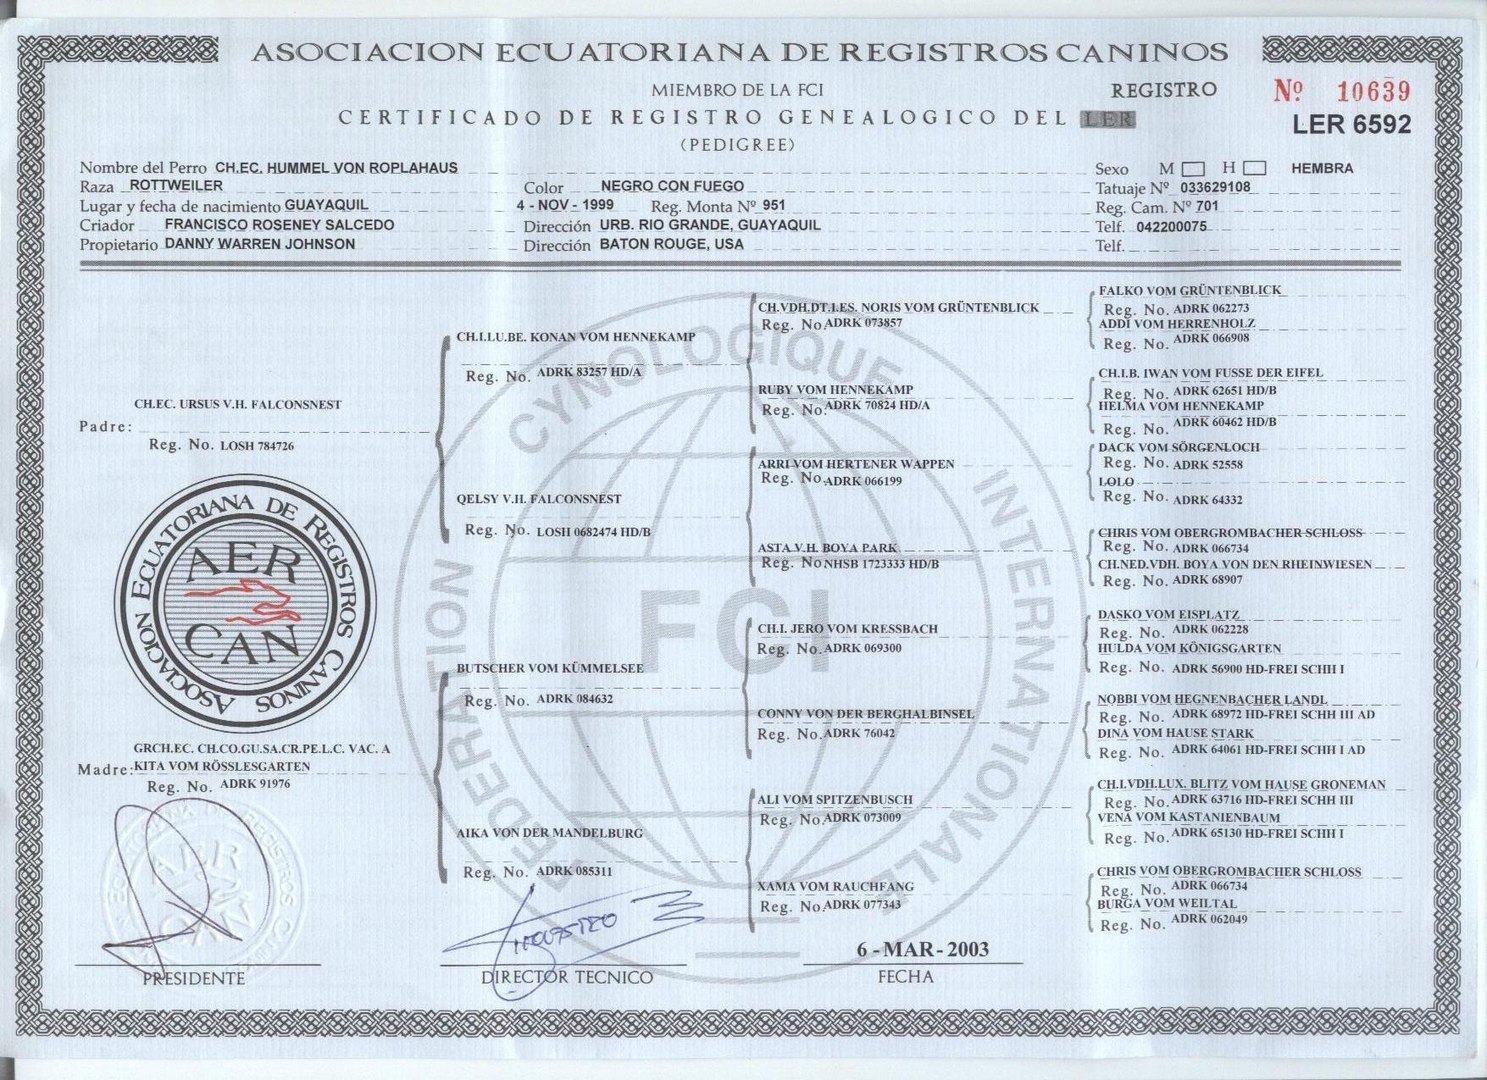 ASOCIACION ECUATORIANA DE REGISTROS CANINOS
MIEMBRO DE LA FCI
REGISTRO Nº 10639
CERTIFICADO DE REGISTRO GENEALOGICO DEL LER
LER 6592
(PEDIGREE)
Nombre del Perro CH.EC. HUMMEL VON ROPLAHAUS Sexo M H HEMBRA
Raza ROTTWEILER Color NEGRO CON FUEGO Tatuaje Nº 033629108
Lugar y fecha de nacimiento GUAYAQUIL 4 - NOV - 1999 Reg. Monta Nº 951 Reg. Cam. Nº 701
Criador FRANCISCO ROSENEY SALCEDO Dirección URB. RIO GRANDE, GUAYAQUIL Telf. 042200075
Propietario DANNY WARREN JOHNSON Dirección BATON ROUGE, USA Telf.
CH.EC. URSUS V.H. FALCONSNEST
Padre:
Reg. No. LOSH 784726
ASOCIACION ECUATORIANA DE REGISTROS CANINOS
AER
CAN
GRCH.EC. CH.CO.GU.SA.CR.PE.L.C. VAC. A
Madre: KITA VOM RÖSSLESGARTEN
Reg. No. ADRK 91976
CH.I.LU.BE. KONAN VOM HENNEKAMP
Reg. No. ADRK 83257 HD/A
QELSY V.H. FALCONSNEST
Reg. No. LOSH 0682474 HD/B
BUTSCHER VOM KÜMMELSEE
Reg. No. ADRK 084632
AIKA VON DER MANDELBURG
Reg. No. ADRK 085311
CH.VDH.DT.I.ES. NORIS VOM GRÜNTENBLICK
Reg. No. ADRK 073857
RUBY VOM HENNEKAMP
Reg. No. ADRK 70824 HD/A
ARRI VOM HERTENER WAPPEN
Reg. No. ADRK 066199
ASTA V.H. BOYA PARK
Reg. No NHSB 1723333 HD/B
CH.I. JERO VOM KRESSBACH
Reg. No. ADRK 069300
CONNY VON DER BERGHALBINSEL
Reg. No. ADRK 76042
ALI VOM SPITZENBUSCH
Reg. No. ADRK 073009
XAMA VOM RAUCHFANG
Reg. No. ADRK 077343
FALKO VOM GRÜNTENBLICK
Reg. No. ADRK 062273
ADDI VOM HERRENHOLZ
Reg. No. ADRK 066908
CH.I.B. IWAN VOM FUSSE DER EIFEL
Reg. No. ADRK 62651 HD/B
HELMA VOM HENNEKAMP
Reg. No. ADRK 60462 HD/B
DACK VOM SÖRGENLOCH
Reg. No. ADRK 52558
LOLO
Reg. No. ADRK 64332
CHRIS VOM OBERGROMBACHER SCHLOSS
Reg. No. ADRK 066734
CH.NED.VDH. BOYA VON DEN RHEINWIESEN
Reg. No. ADRK 68907
DASKO VOM EISPLATZ
Reg. No. ADRK 062228
HULDA VOM KÖNIGSGARTEN
Reg. No. ADRK 56900 HD-FREI SCHH I
NOBBI VOM HEGNENBACHER LANDL
Reg. No. ADRK 68972 HD-FREI SCHH III AD
DINA VOM HAUSE STARK
Reg. No. ADRK 64061 HD-FREI SCHH I AD
CH.I.VDH.LUX. BLITZ VOM HAUSE GRONEMAN
Reg. No. ADRK 63716 HD-FREI SCHH III
VENA VOM KASTANIENBAUM
Reg. No. ADRK 65130 HD-FREI SCHH I
CHRIS VOM OBERGROMBACHER SCHLOSS
Reg. No. ADRK 066734
BURGA VOM WEILTAL
Reg. No. ADRK 062049
FEDERATION CYNOLOGIQUE INTERNATIONALE
FCI
PRESIDENTE
DIRECTOR TECNICO
6 - MAR - 2003
FECHA